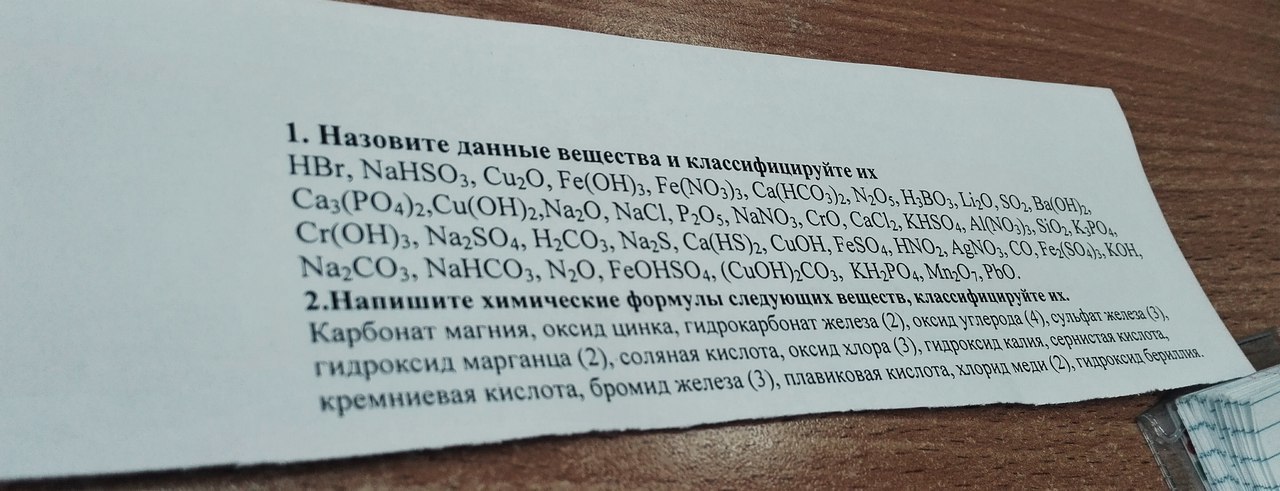 1. Назовите данные вещества и классифицируйте их
HBr, NaHSO₃, Cu₂O, Fe(OH)₃, Fe(NO₃)₃, Ca(HCO₃)₂, N₂O₅, H₃BO₃, Li₂O, SO₂, Ba(OH)₂,
Ca₃(PO₄)₂,Cu(OH)₂,Na₂O, NaCl, P₂O₅, NaNO₃, CrO, CaCl₂, KHSO₄, Al(NO₃)₃, SiO₂, K₃PO₄,
Cr(OH)₃, Na₂SO₄, H₂CO₃, Na₂S, Ca(HS)₂, CuOH, FeSO₄, HNO₂, AgNO₃, CO, Fe₂(SO₄)₃, KOH,
Na₂CO₃, NaHCO₃, N₂O, FeOHSO₄, (CuOH)₂CO₃, KH₂PO₄, Mn₂O₇, PbO.
2.Напишите химические формулы следующих веществ, классифицируйте их.
Карбонат магния, оксид цинка, гидрокарбонат железа (2), оксид углерода (4), сульфат железа (3),
гидроксид марганца (2), соляная кислота, оксид хлора (3), гидроксид калия, сернистая кислота,
кремниевая кислота, бромид железа (3), плавиковая кислота, хлорид меди (2), гидроксид бериллия.